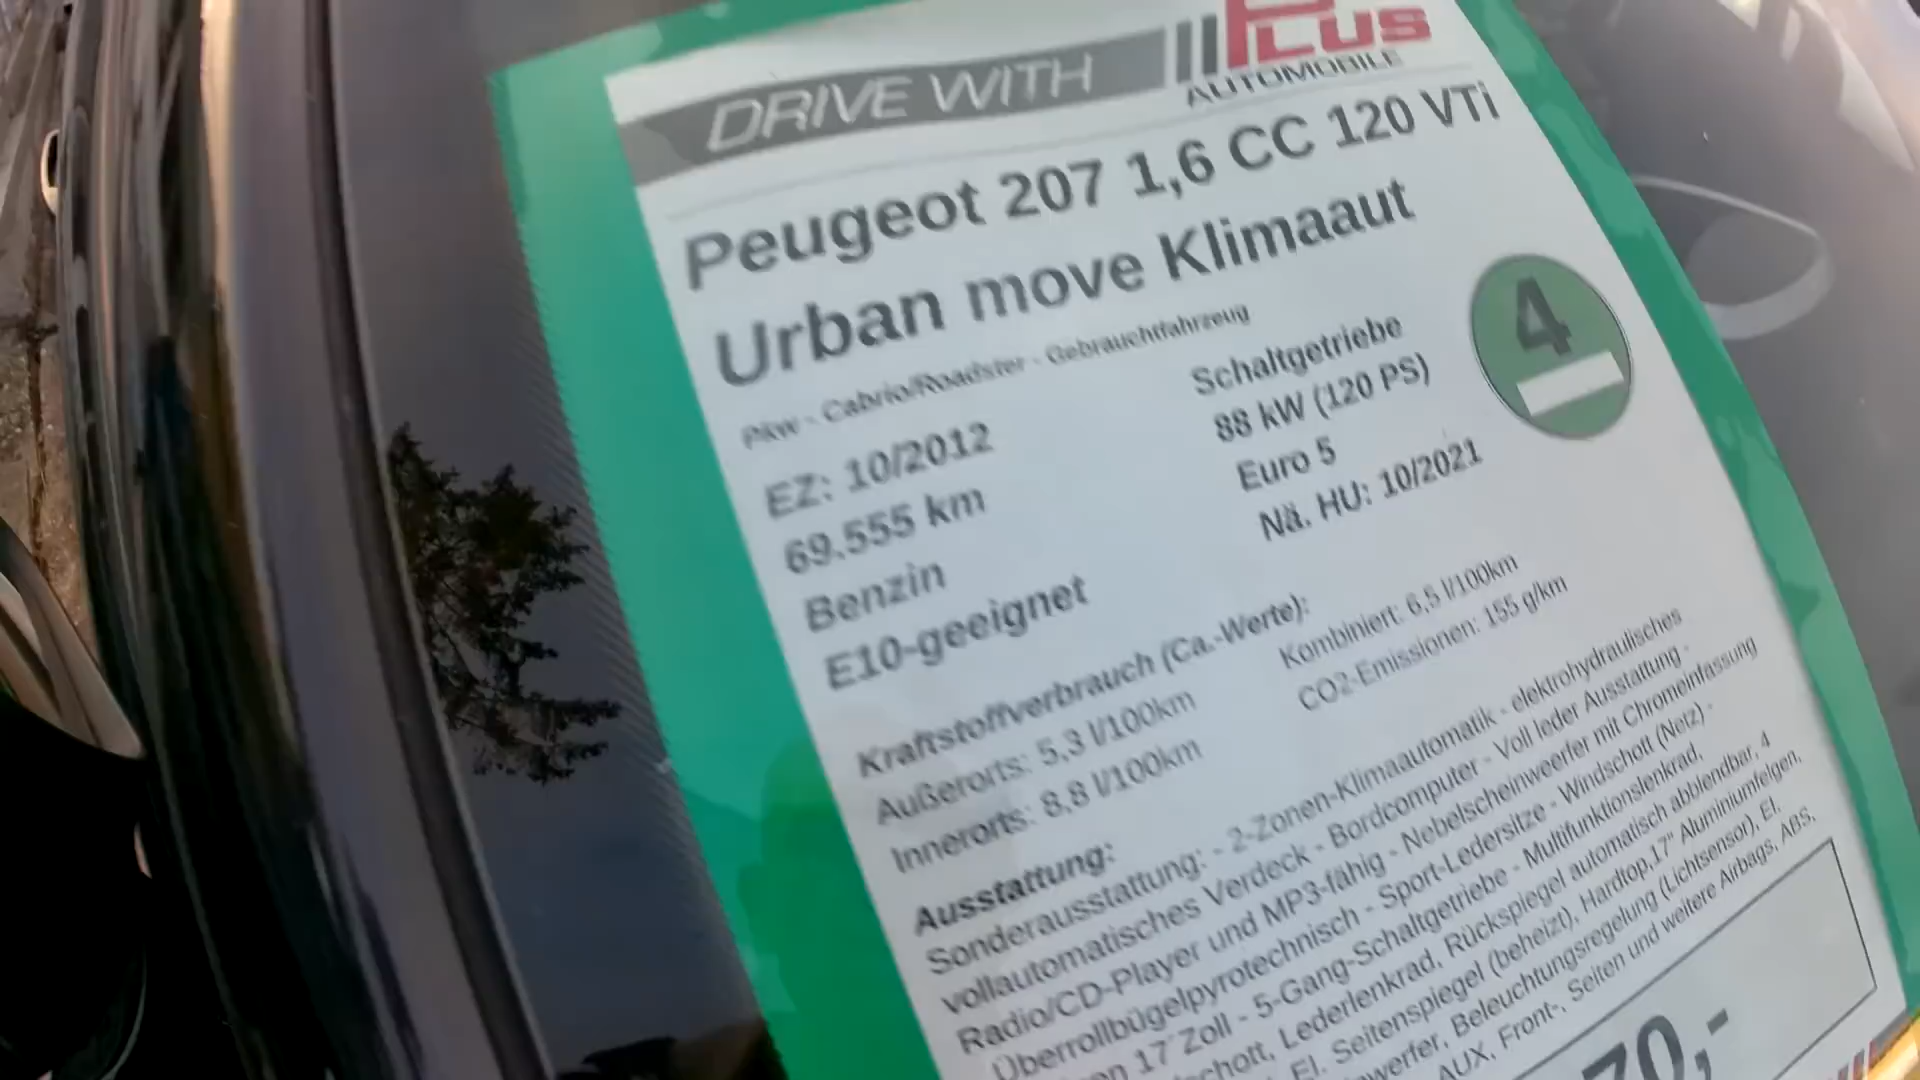 DRIVE WITH PLUS
AUTOMOBILE
Peugeot 207 1,6 CC 120 VTi
Urban move Klimaaut
Pkw - Cabrio/Roadster - Gebrauchtfahrzeug
EZ: 10/2012
69.555 km
Benzin
E10-geeignet
Schaltgetriebe
88 kW (120 PS)
Euro 5
Nä. HU: 10/2021
4
Kraftstoffverbrauch (Ca.-Werte):
Außerorts: 5,3 l/100km
Innerorts: 8,8 l/100km
Kombiniert: 6,5 l/100km
CO2-Emissionen: 155 g/km
Ausstattung:
Sonderausstattung: - 2-Zonen-Klimaautomatik - elektrohydraulisches
vollautomatisches Verdeck - Bordcomputer - Voll leder Ausstattung -
Radio/CD-Player und MP3-fähig - Nebelscheinweerfer mit Chromeinfassung
Überrollbügelpyrotechnisch - Sport-Ledersitze - Windschott (Netz) -
17 Zoll - 5-Gang-Schaltgetriebe - Multifunktionslenkrad,
Lederlenkrad, Rückspiegel automatisch abblendbar, 4
El. Seitenspiegel (beheizt), Hardtop,17" Aluminiumfelgen,
Beleuchtungsregelung (Lichtsensor), El.
AUX, Front-, Seiten und weitere Airbags, ABS,
70,-